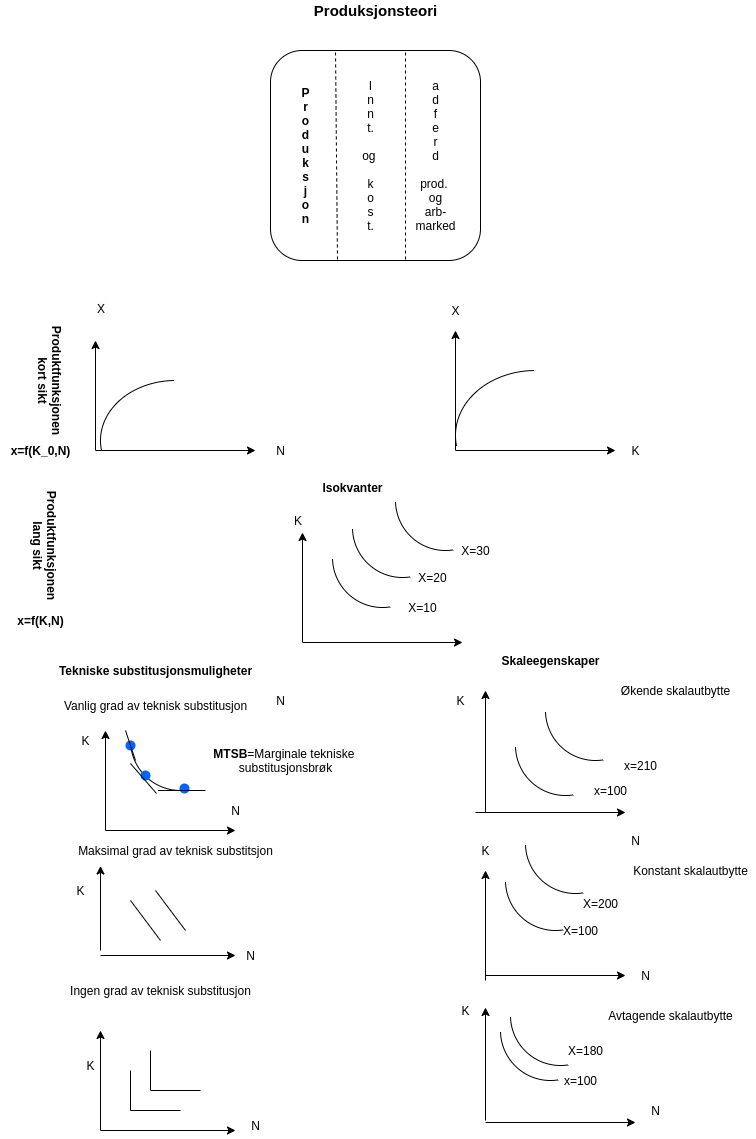 Produksjonsteori
Produksjon
Innt. og kost.
adferd prod. og arb-marked
X
X
Produktfunksjonen
kort sikt
x=f(K_0,N)
N
K
Isokvanter
Produktfunksjonen
lang sikt
K
X=30
X=20
X=10
x=f(K,N)
Tekniske substitusjonsmuligheter
Skaleegenskaper
Vanlig grad av teknisk substitusjon
N
K
Økende skalautbytte
K
MTSB=Marginale tekniske
substitusjonsbrøk
x=210
x=100
N
N
Maksimal grad av teknisk substitsjon
K
Konstant skalautbytte
K
X=200
X=100
N
N
Ingen grad av teknisk substitusjon
K
Avtagende skalautbytte
X=180
K
x=100
N
N